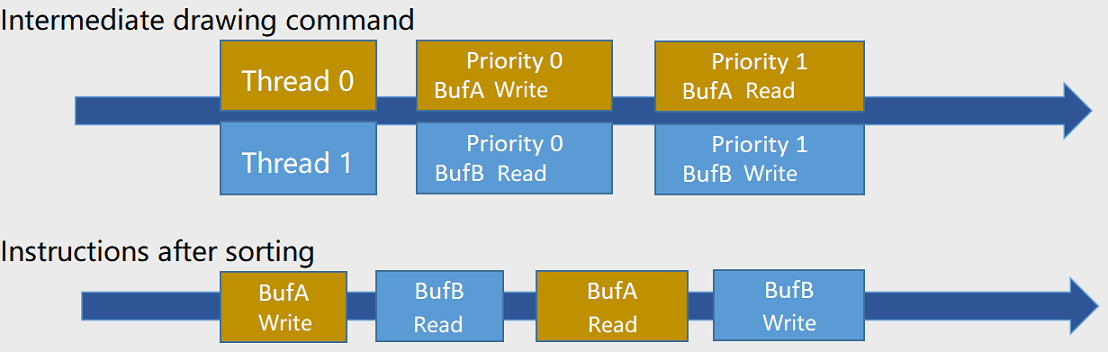 Intermediate drawing command
Thread 0
Priority 0
BufA Write
Priority 1
BufA Read
Thread 1
Priority 0
BufB Read
Priority 1
BufB Write
Instructions after sorting
BufA
Write
BufB
Read
BufA
Read
BufB
Write